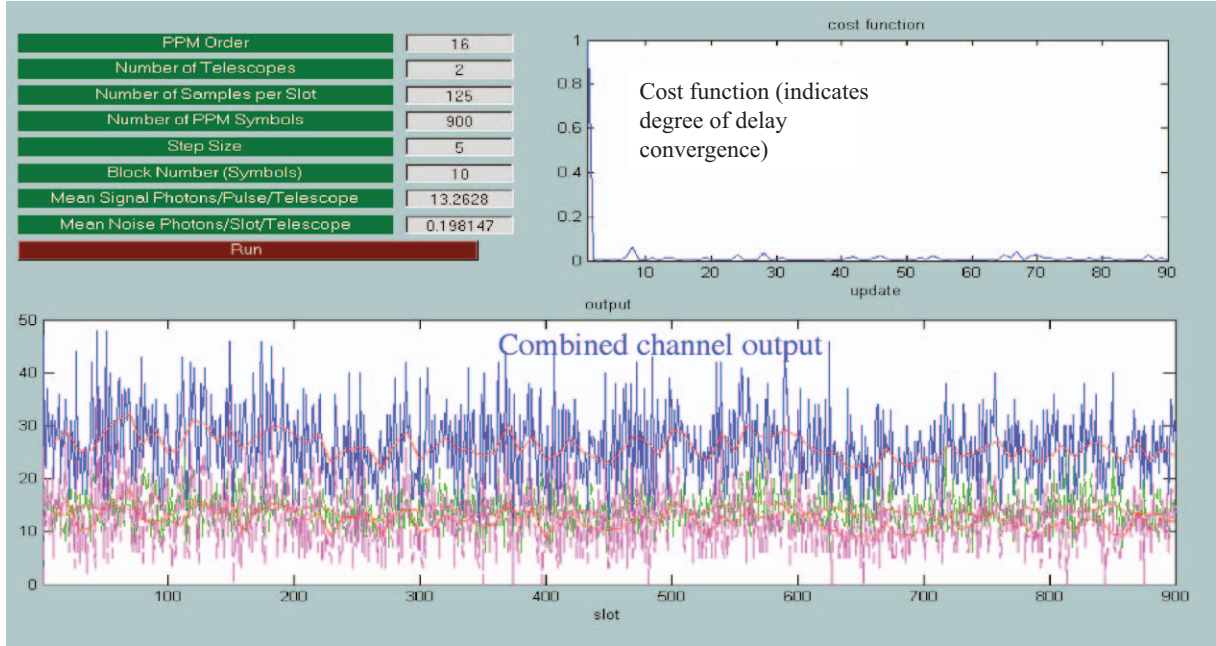 PPM Order 16
Number of Telescopes 2
Number of Samples per Slot 125
Number of PPM Symbols 900
Step Size 5
Block Number (Symbols) 10
Mean Signal Photons/Pulse/Telescope 13.2628
Mean Noise Photons/Slot/Telescope 0.198147
Run
cost function
1
0.8
0.6
0.4
0.2
0
Cost function (indicates
degree of delay
convergence)
10 20 30 40 50 60 70 80 90
update
output
50
40
30
20
10
0
Combined channel output
100 200 300 400 500 600 700 800 900
slot